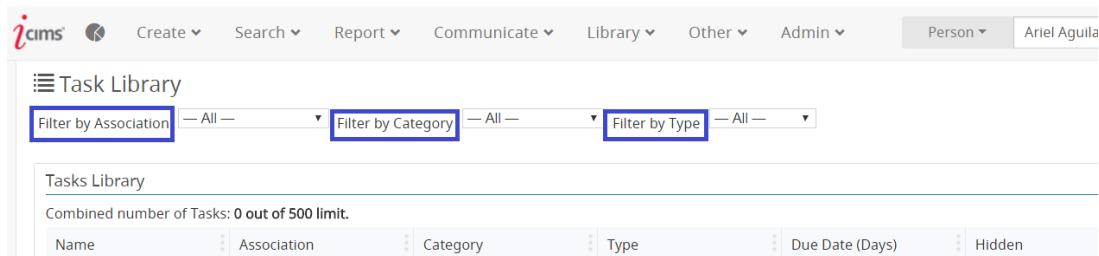 icims Create Search Report Communicate Library Other Admin Person Ariel Aguila
Task Library
Filter by Association — All — Filter by Category — All — Filter by Type — All —
Tasks Library
Combined number of Tasks: 0 out of 500 limit.
Name Association Category Type Due Date (Days) Hidden